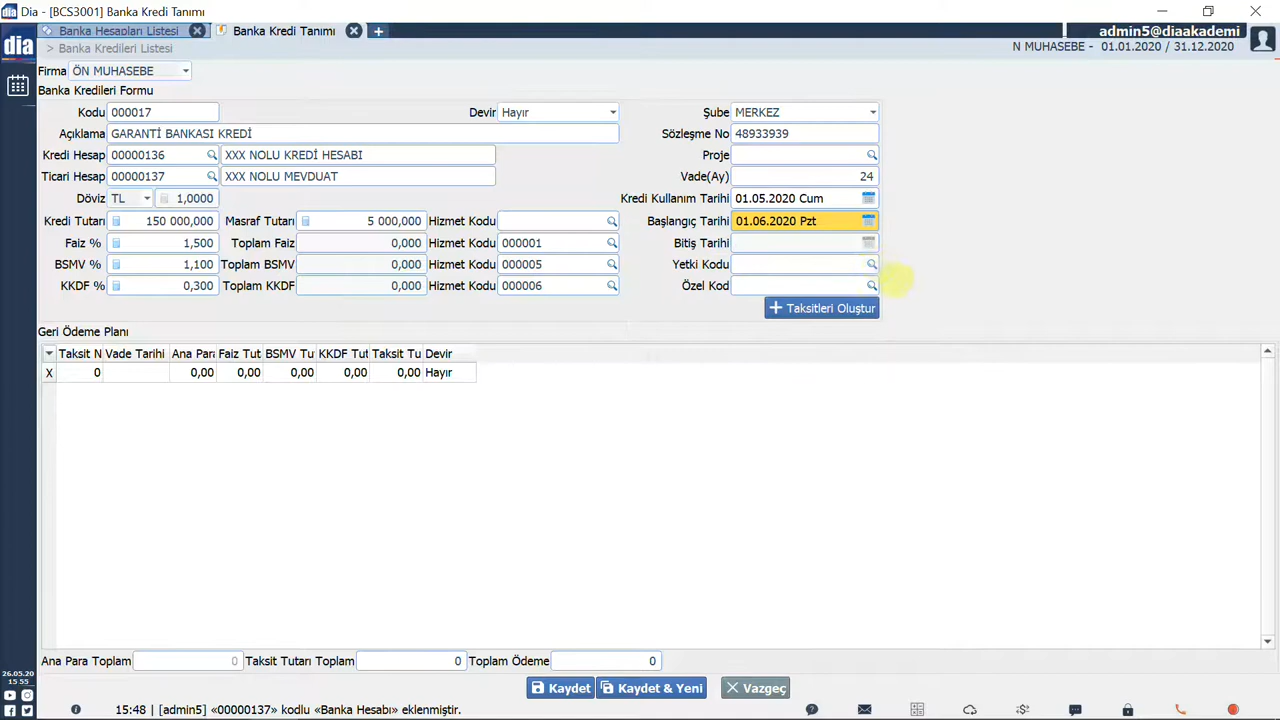 Dia - [BCS3001] Banka Kredi Tanımı
dia
Banka Hesapları Listesi
Banka Kredi Tanımı
admin5@diaakademi
> Banka Kredileri Listesi
N MUHASEBE - 01.01.2020 / 31.12.2020
Firma ÖN MUHASEBE
Banka Kredileri Formu
Kodu 000017 Devir Hayır Şube MERKEZ
Açıklama GARANTİ BANKASI KREDİ Sözleşme No 48933939
Kredi Hesap 00000136 XXX NOLU KREDİ HESABI Proje
Ticari Hesap 00000137 XXX NOLU MEVDUAT Vade(Ay) 24
Döviz TL 1,0000 Kredi Kullanım Tarihi 01.05.2020 Cum
Kredi Tutarı 150 000,000 Masraf Tutarı 5 000,000 Hizmet Kodu Başlangıç Tarihi 01.06.2020 Pzt
Faiz % 1,500 Toplam Faiz 0,000 Hizmet Kodu 000001 Bitiş Tarihi
BSMV % 1,100 Toplam BSMV 0,000 Hizmet Kodu 000005 Yetki Kodu
KKDF % 0,300 Toplam KKDF 0,000 Hizmet Kodu 000006 Özel Kod
Taksitleri Oluştur
Geri Ödeme Planı
Taksit N Vade Tarihi Ana Para Faiz Tut BSMV Tu KKDF Tut Taksit Tu Devir
X 0 0,00 0,00 0,00 0,00 0,00 Hayır
Ana Para Toplam 0 Taksit Tutarı Toplam 0 Toplam Ödeme 0
Kaydet Kaydet & Yeni Vazgeç
26.05.20
15 55
15:48 | [admin5] «00000137» kodlu «Banka Hesabı» eklenmiştir.